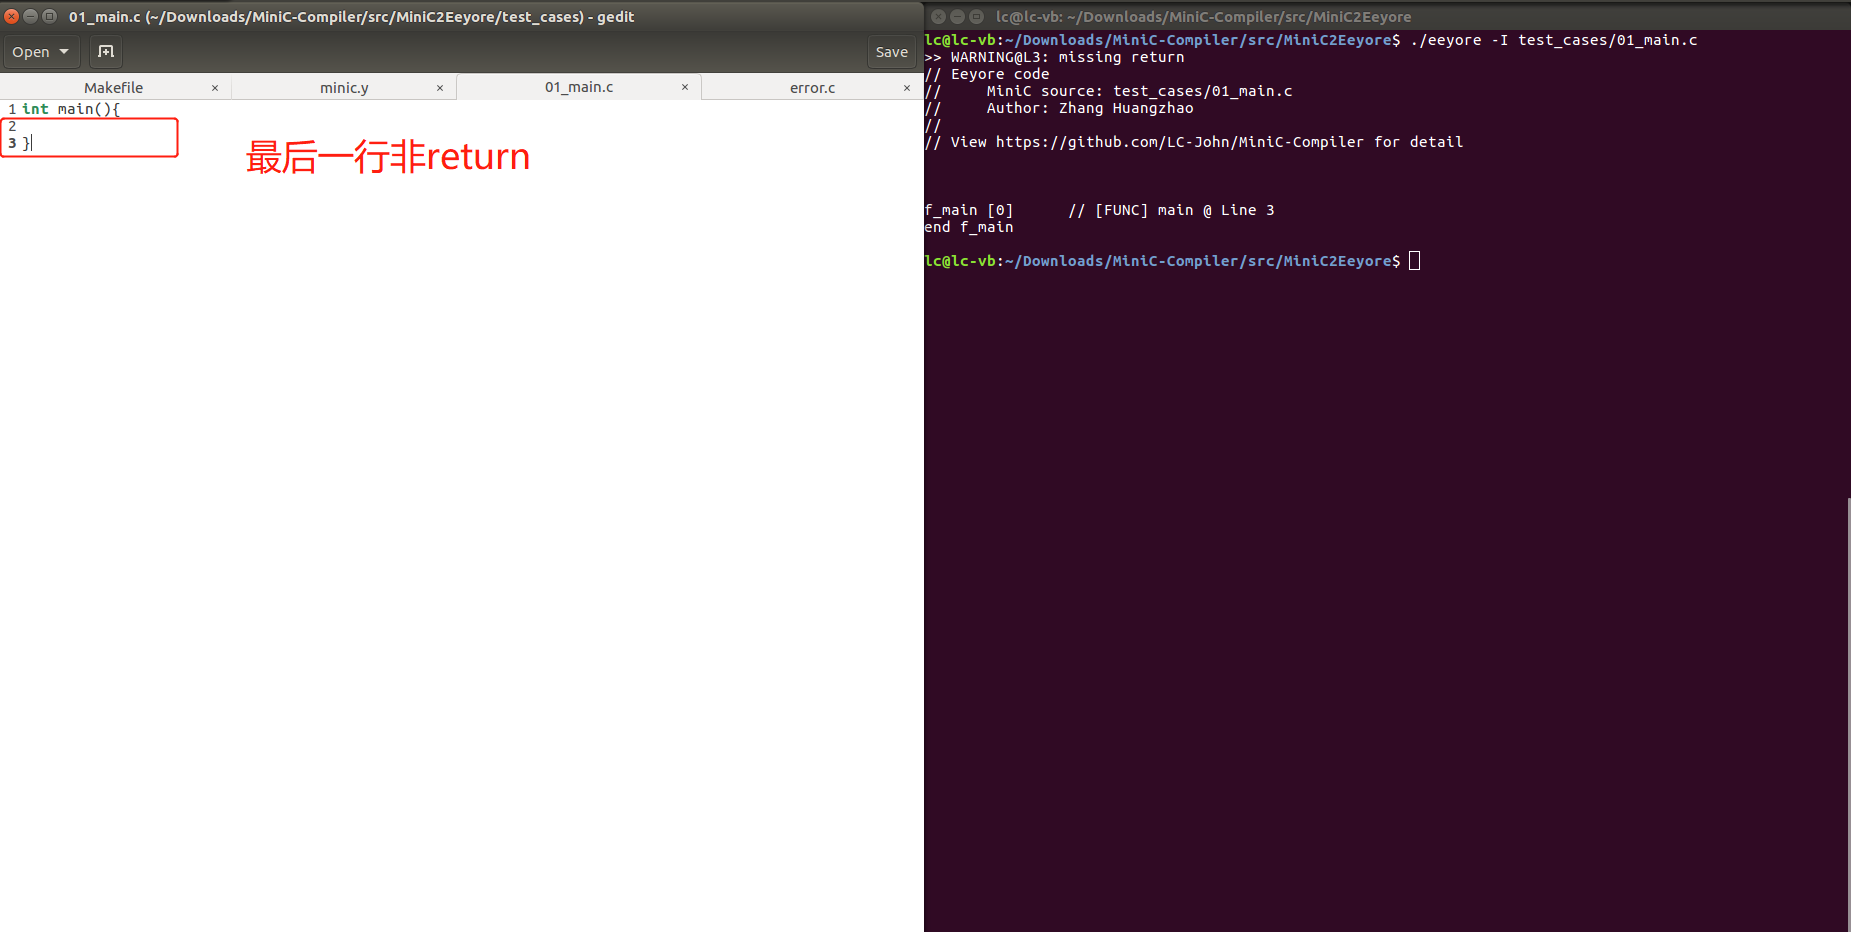 01_main.c (~/Downloads/MiniC-Compiler/src/MiniC2Eeyore/test_cases) - gedit
Open
Save
Makefile × minic.y × 01_main.c × error.c ×
1 int main(){
2
3 }
最后一行非return
lc@lc-vb: ~/Downloads/MiniC-Compiler/src/MiniC2Eeyore
lc@lc-vb:~/Downloads/MiniC-Compiler/src/MiniC2Eeyore$ ./eeyore -I test_cases/01_main.c
>> WARNING@L3: missing return
// Eeyore code
//     MiniC source: test_cases/01_main.c
//     Author: Zhang Huangzhao
//
// View https://github.com/LC-John/MiniC-Compiler for detail
f_main [0]      // [FUNC] main @ Line 3
end f_main
lc@lc-vb:~/Downloads/MiniC-Compiler/src/MiniC2Eeyore$